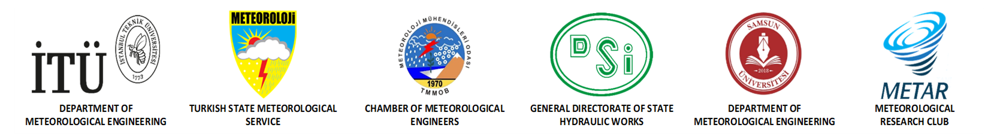 İTÜ
İSTANBUL TEKNİK ÜNİVERSİTESİ
1773
DEPARTMENT OF
METEOROLOGICAL ENGINEERING
METEOROLOJi
TURKISH STATE METEOROLOGICAL
SERVICE
METEOROLOJİ MÜHENDİSLERİ ODASI
1970
TMMOB
CHAMBER OF METEOROLOGICAL
ENGINEERS
DSi
GENERAL DIRECTORATE OF STATE
HYDRAULIC WORKS
SAMSUN
2018
ÜNİVERSİTESİ
DEPARTMENT OF
METEOROLOGICAL ENGINEERING
METAR
METEOROLOGICAL
RESEARCH CLUB